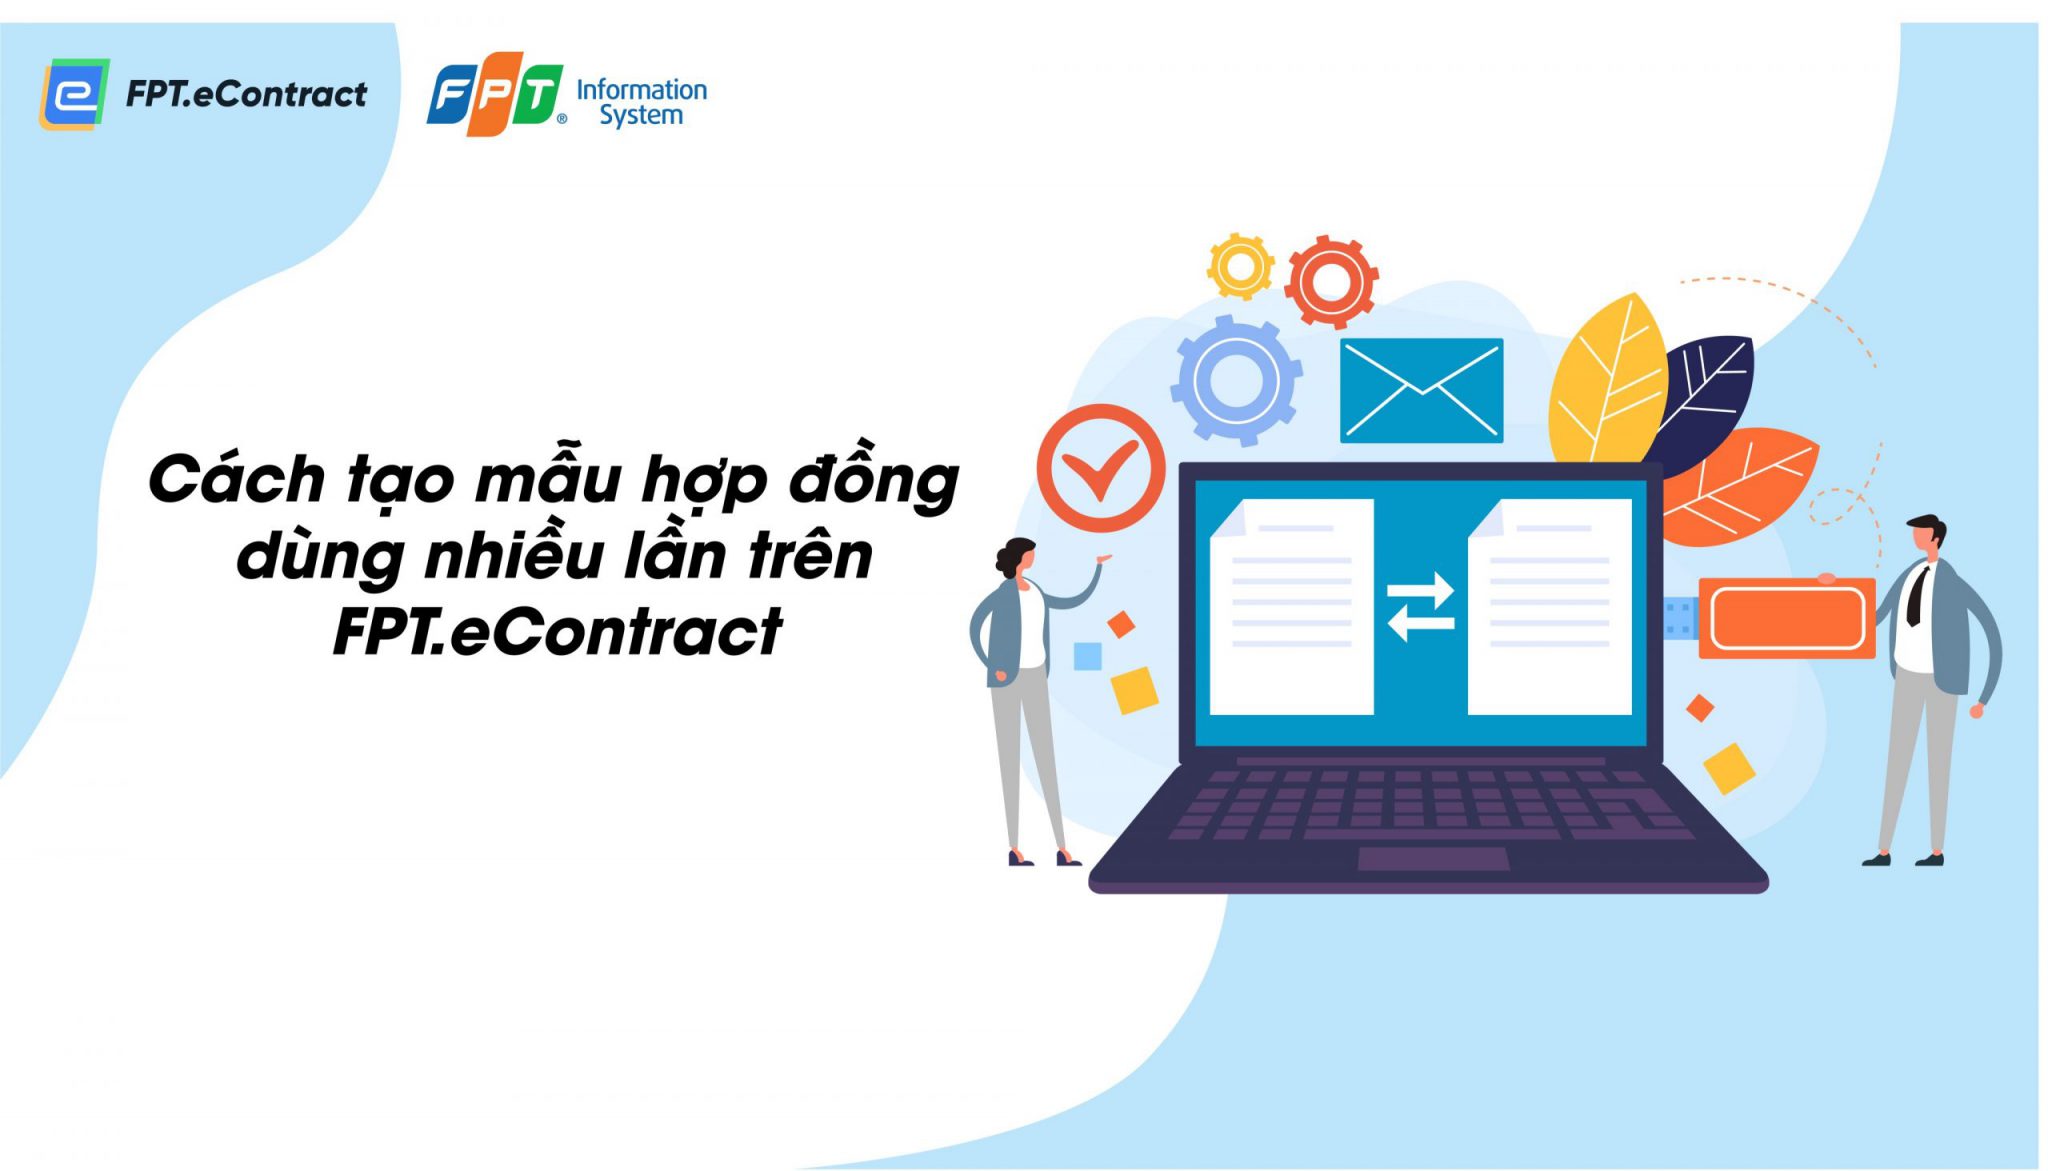 FPT.eContract
FPT® Information
System
Cách tạo mẫu hợp đồng
dùng nhiều lần trên
FPT.eContract